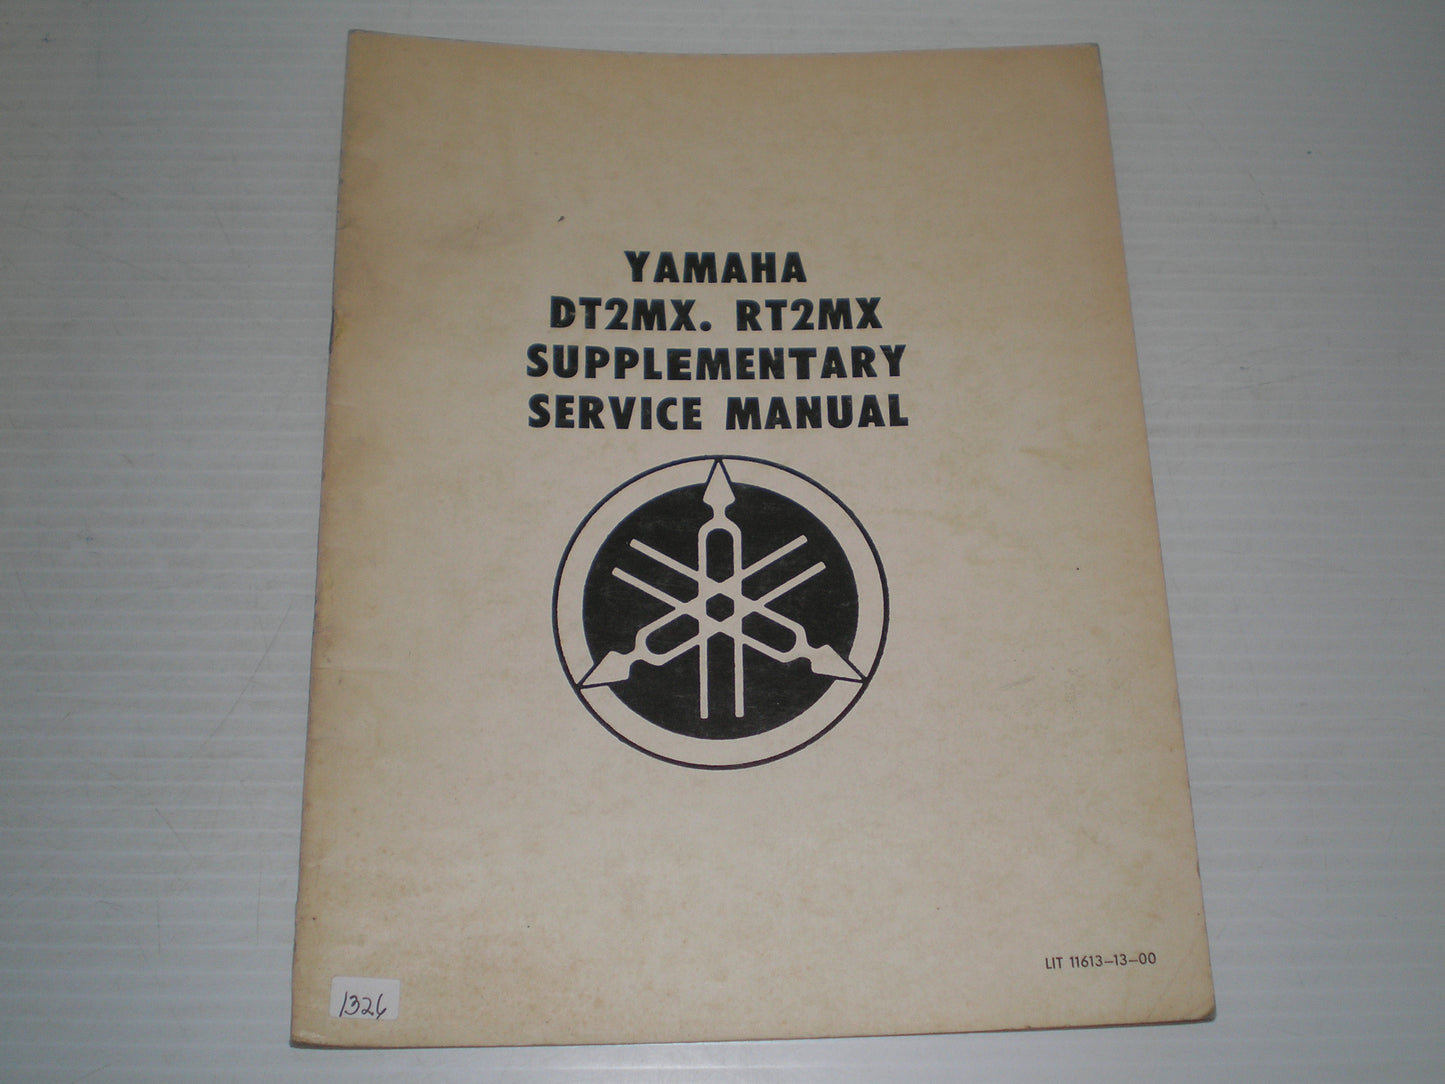 YAMAHA
DT2MX. RT2MX
SUPPLEMENTARY
SERVICE MANUAL
LIT 11613-13-00
1326